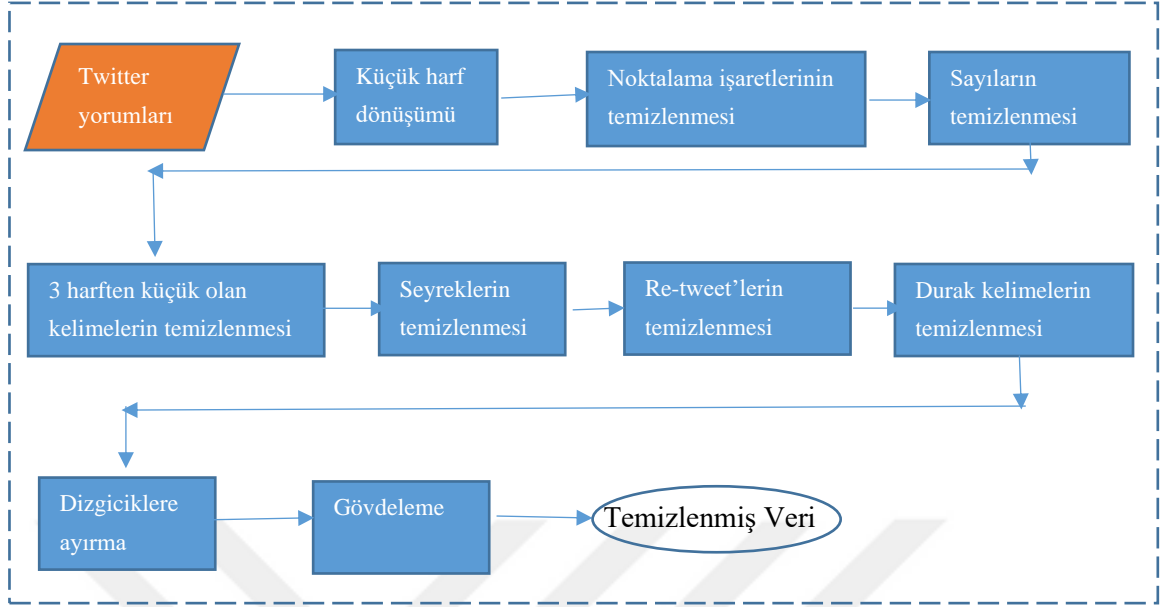 Twitter
yorumları
Küçük harf
dönüşümü
Noktalama işaretlerinin
temizlenmesi
Sayıların
temizlenmesi
3 harften küçük olan
kelimelerin temizlenmesi
Seyreklerin
temizlenmesi
Re-tweet’lerin
temizlenmesi
Durak kelimelerin
temizlenmesi
Dizgiciklere
ayırma
Gövdeleme
Temizlenmiş Veri